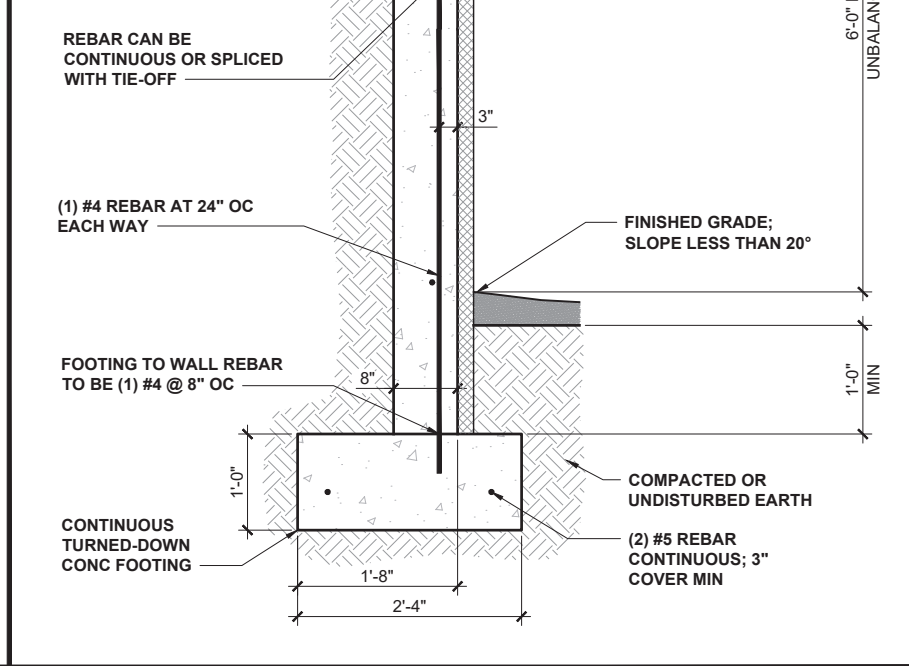 REBAR CAN BE
CONTINUOUS OR SPLICED
WITH TIE-OFF
6'-0"
UNBALAN
3"
(1) #4 REBAR AT 24" OC
EACH WAY
FINISHED GRADE;
SLOPE LESS THAN 20°
FOOTING TO WALL REBAR
TO BE (1) #4 @ 8" OC
8"
1'-0"
MIN
1'-0"
COMPACTED OR
UNDISTURBED EARTH
CONTINUOUS
TURNED-DOWN
CONC FOOTING
(2) #5 REBAR
CONTINUOUS; 3"
COVER MIN
1'-8"
2'-4"